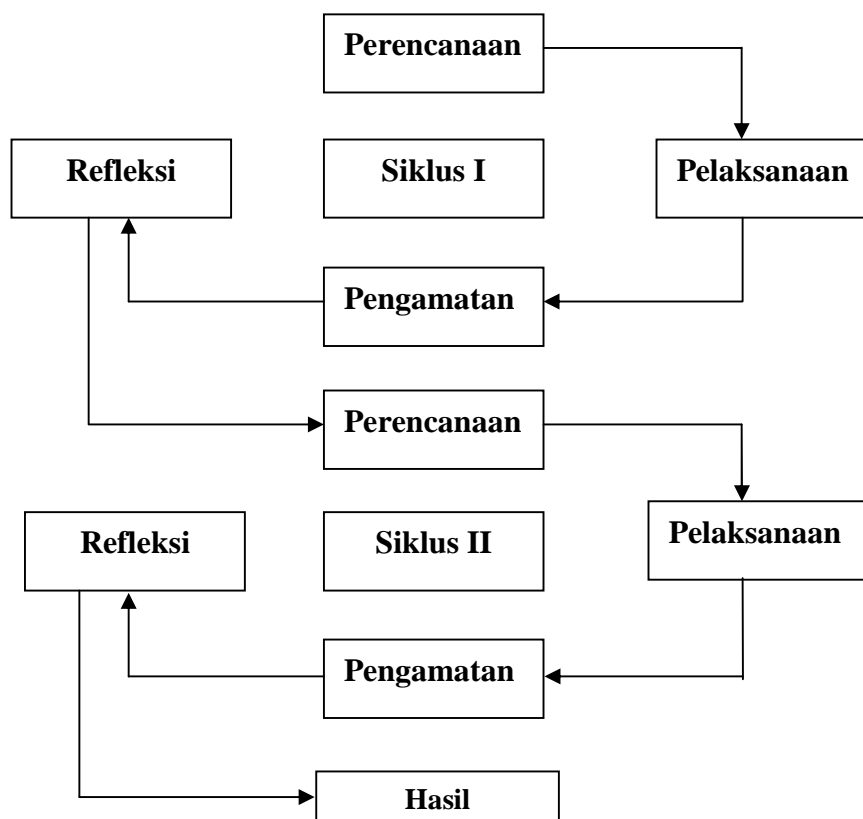 Perencanaan
Refleksi
Siklus I
Pelaksanaan
Pengamatan
Perencanaan
Refleksi
Siklus II
Pelaksanaan
Pengamatan
Hasil